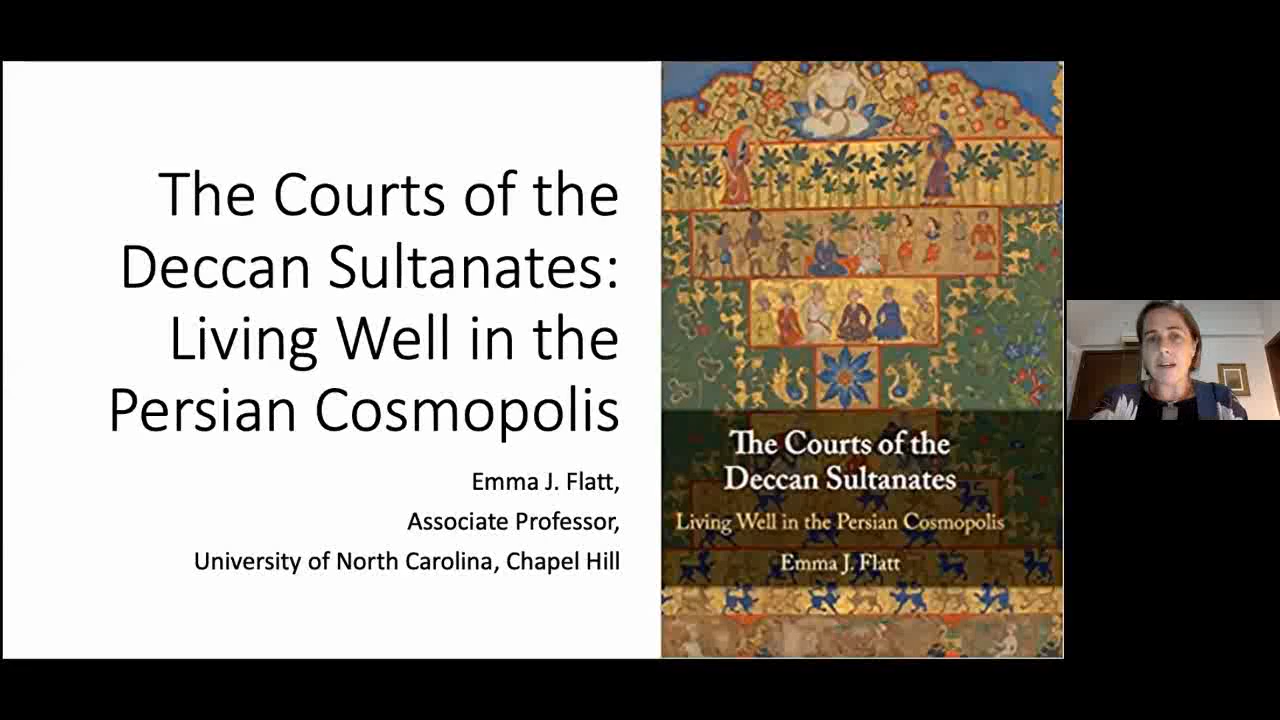 The Courts of the
Deccan Sultanates:
Living Well in the
Persian Cosmopolis
Emma J. Flatt,
Associate Professor,
University of North Carolina, Chapel Hill
The Courts of the
Deccan Sultanates
Living Well in the Persian Cosmopolis
Emma J. Flatt